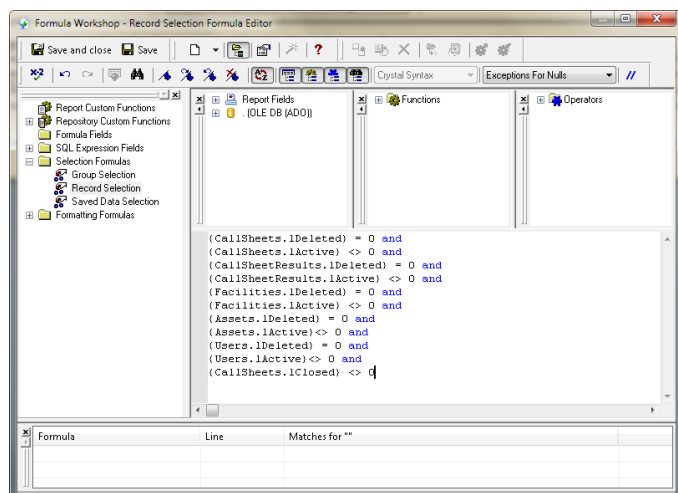 Formula Workshop - Record Selection Formula Editor
Save and close Save
Crystal Syntax Exceptions For Nulls //
Report Custom Functions
Repository Custom Functions
Formula Fields
SQL Expression Fields
Selection Formulas
Group Selection
Record Selection
Saved Data Selection
Formatting Formulas
Report Fields
. (OLE DB (ADO))
Functions
Operators
{CallSheets.lDeleted} = 0 and
{CallSheets.lActive} <> 0 and
{CallSheetResults.lDeleted} = 0 and
{CallSheetResults.lActive} <> 0 and
{Facilities.lDeleted} = 0 and
{Facilities.lActive} <> 0 and
{Assets.lDeleted} = 0 and
{Assets.lActive}<> 0 and
{Users.lDeleted} = 0 and
{Users.lActive}<> 0 and
{CallSheets.lClosed} <> 0
Formula Line Matches for ""